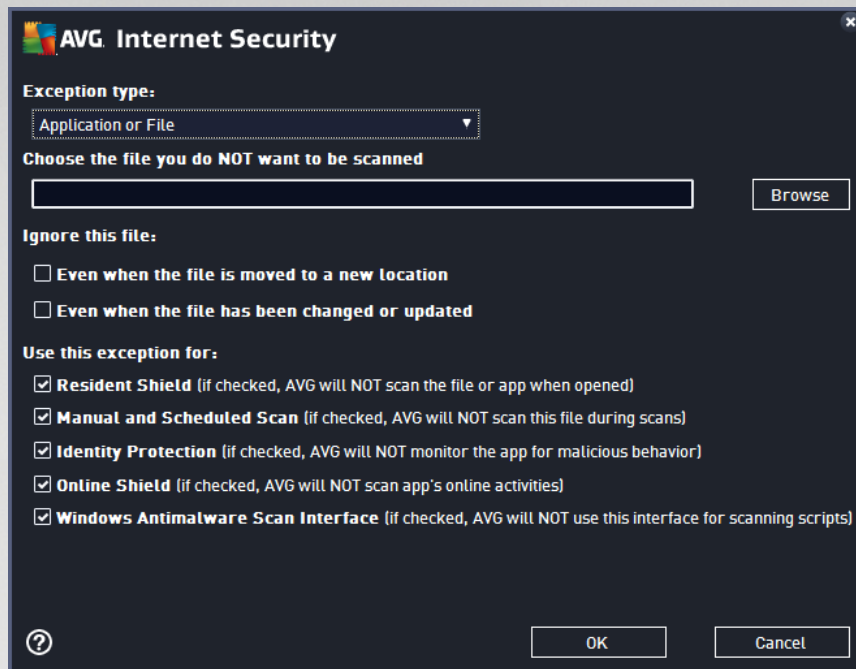 AVG. Internet Security
Exception type:
Application or File
Choose the file you do NOT want to be scanned
Browse
Ignore this file:
Even when the file is moved to a new location
Even when the file has been changed or updated
Use this exception for:
Resident Shield (if checked, AVG will NOT scan the file or app when opened)
Manual and Scheduled Scan (if checked, AVG will NOT scan this file during scans)
Identity Protection (if checked, AVG will NOT monitor the app for malicious behavior)
Online Shield (if checked, AVG will NOT scan app's online activities)
Windows Antimalware Scan Interface (if checked, AVG will NOT use this interface for scanning scripts)
? OK Cancel